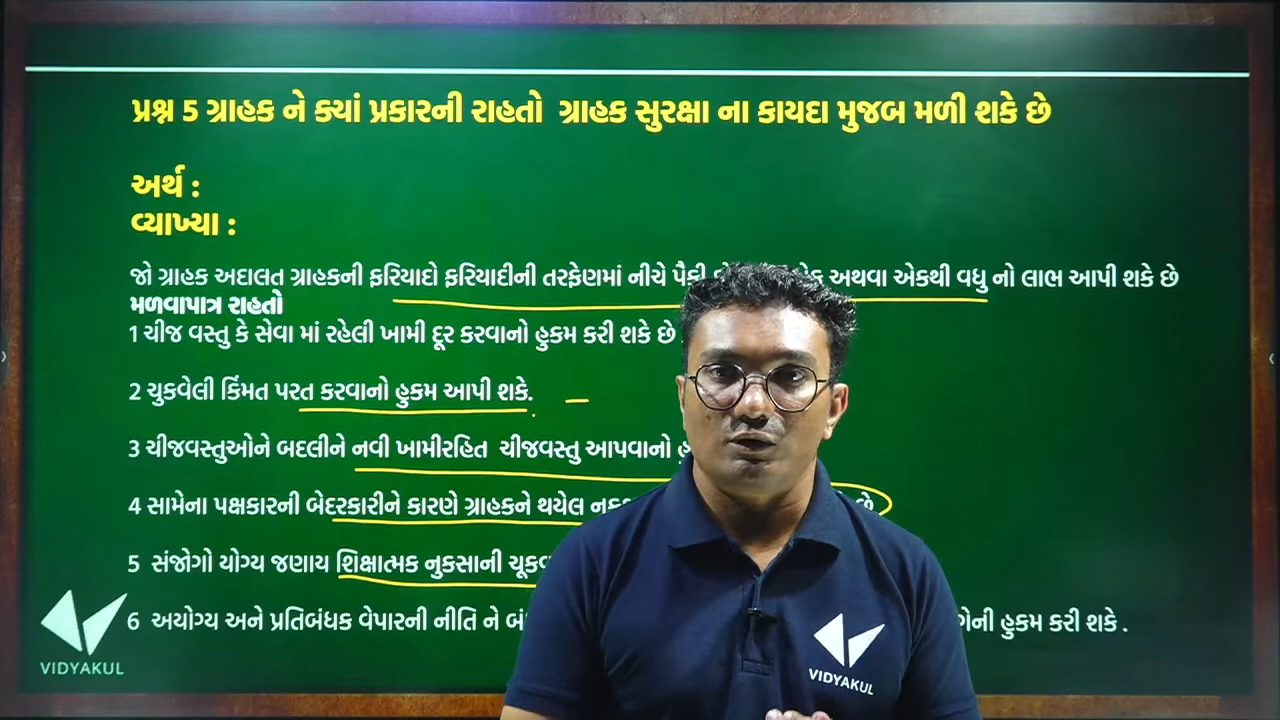 પ્રશ્ન 5 ગ્રાહક ને ક્યાં પ્રકારની રાહતો ગ્રાહક સુરક્ષા ના કાયદા મુજબ મળી શકે છે
અર્થ :
વ્યાખ્યા :
જો ગ્રાહક અદાલત ગ્રાહકની ફરિયાદો ફરિયાદીની તરફેણમાં નીચે પૈકી અથવા એકથી વધુ નો લાભ આપી શકે છે
મળવાપાત્ર રાહતો
1 ચીજ વસ્તુ કે સેવા માં રહેલી ખામી દૂર કરવાનો હુકમ કરી શકે છે
2 ચુકવેલી કિંમત પરત કરવાનો હુકમ આપી શકે.
3 ચીજવસ્તુઓને બદલીને નવી ખામીરહિત ચીજવસ્તુ આપવાનો
4 સામેના પક્ષકારની બેદરકારીને કારણે ગ્રાહકને થયેલ છે
5 સંજોગો યોગ્ય જણાય શિક્ષાત્મક નુકસાની
6 અયોગ્ય અને પ્રતિબંધક વેપારની નીતિ ને હુકમ કરી શકે .
VIDYAKUL
VIDYAKUL